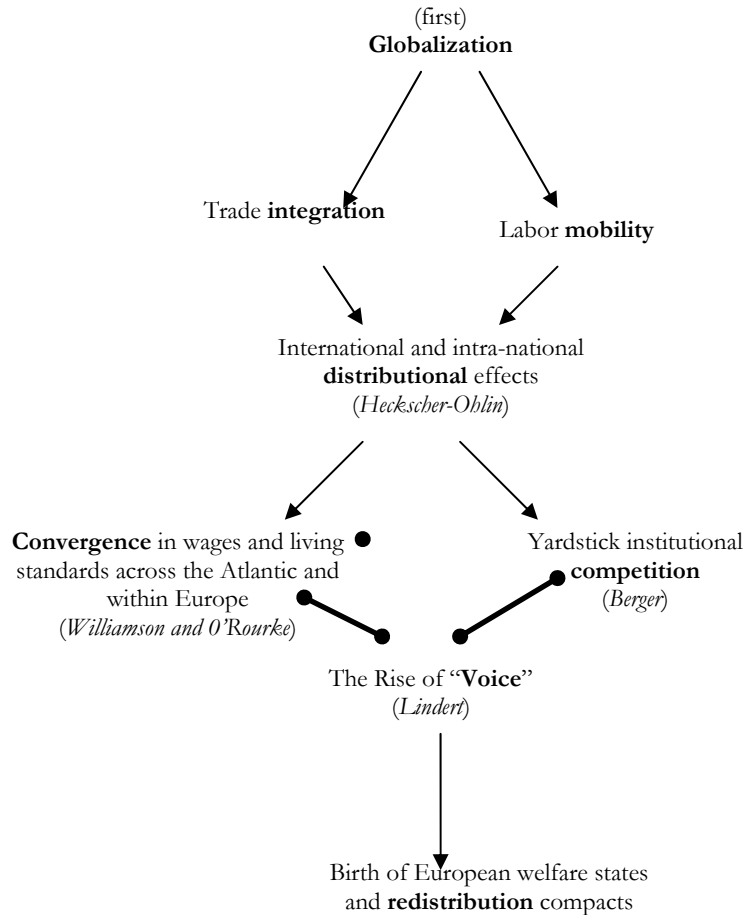 (first)
Globalization
Trade integration
Labor mobility
International and intra-national
distributional effects
(Heckscher-Ohlin)
Convergence in wages and living
standards across the Atlantic and
within Europe
(Williamson and 0’Rourke)
Yardstick institutional
competition
(Berger)
The Rise of “Voice”
(Lindert)
Birth of European welfare states
and redistribution compacts